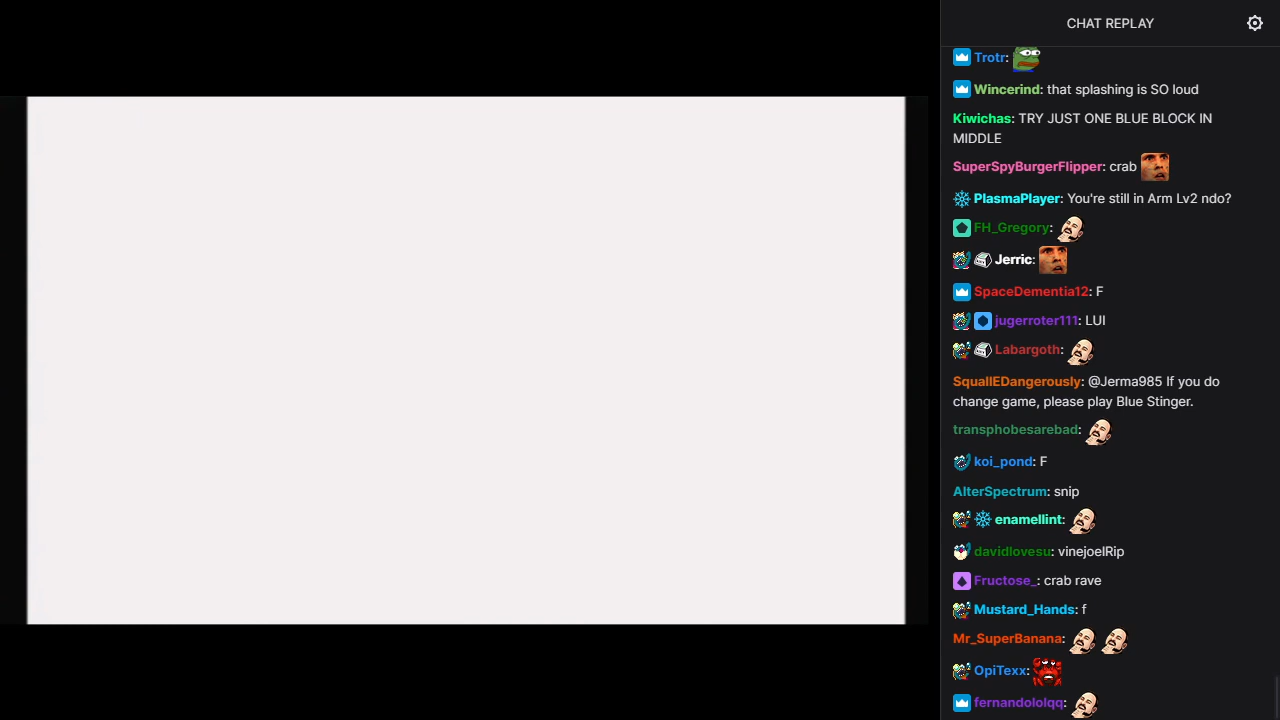 CHAT REPLAY
Trotr:
Wincerind: that splashing is SO loud
Kiwichas: TRY JUST ONE BLUE BLOCK IN
MIDDLE
SuperSpyBurgerFlipper: crab
PlasmaPlayer: You're still in Arm Lv2 ndo?
FH_Gregory:
Jerric:
SpaceDementia12: F
jugerroter111: LUI
Labargoth:
SquallEDangerously: @Jerma985 If you do
change game, please play Blue Stinger.
transphobesarebad:
koi_pond: F
AlterSpectrum: snip
enamellint:
davidlovesu: vinejoelRip
Fructose_: crab rave
Mustard_Hands: f
Mr_SuperBanana:
OpiTexx:
fernandololqq: